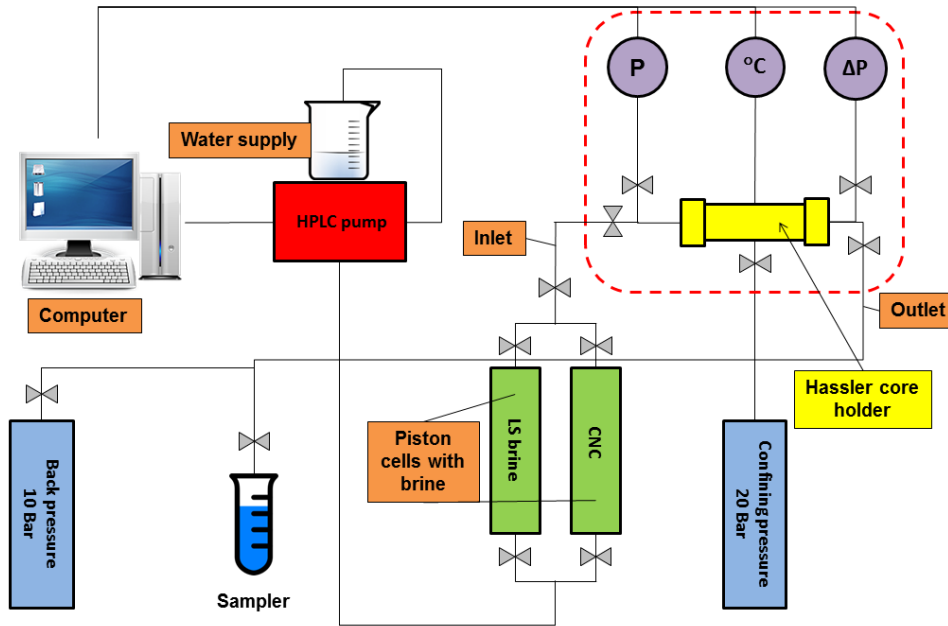 P
°C
ΔP
Water supply
HPLC pump
Inlet
Computer
Outlet
Hassler core
holder
LS brine
CNC
Piston
cells with
brine
Back pressure
10 Bar
Confining pressure
20 Bar
Sampler